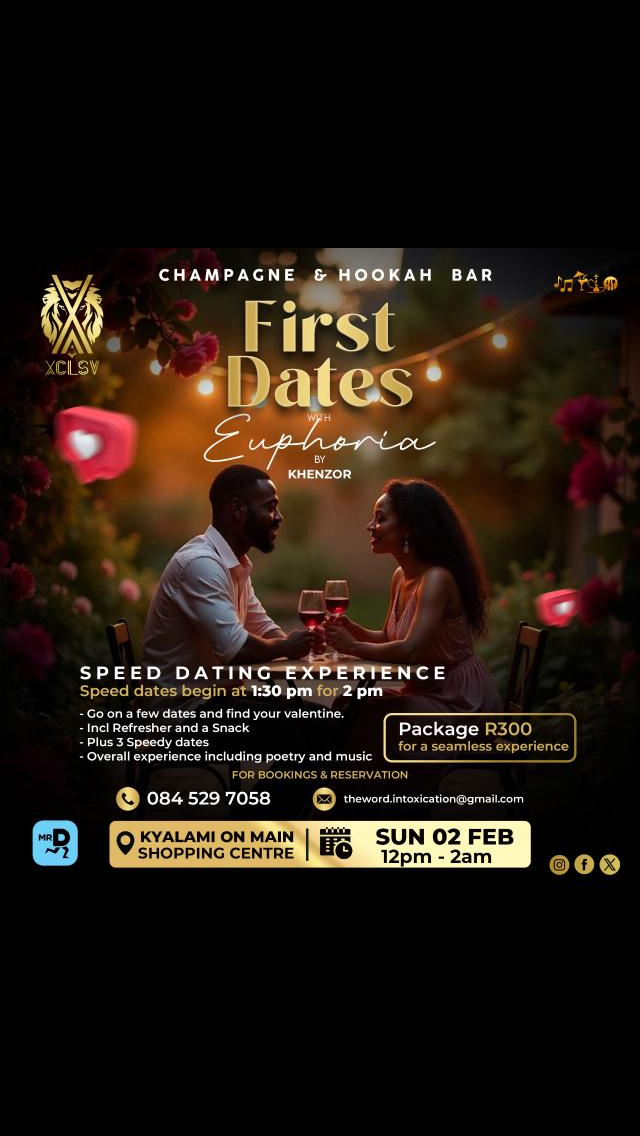 CHAMPAGNE & HOOKAH BAR
XCLSV
First
Dates
WITH
Euphoria
BY
KHENZOR
SPEED DATING EXPERIENCE
Speed dates begin at 1:30 pm for 2 pm
- Go on a few dates and find your valentine.
- Incl Refresher and a Snack
- Plus 3 Speedy dates
- Overall experience including poetry and music
Package R300
for a seamless experience
FOR BOOKINGS & RESERVATION
084 529 7058
theword.intoxication@gmail.com
MR D
KYALAMI ON MAIN
SHOPPING CENTRE
SUN 02 FEB
12pm - 2am